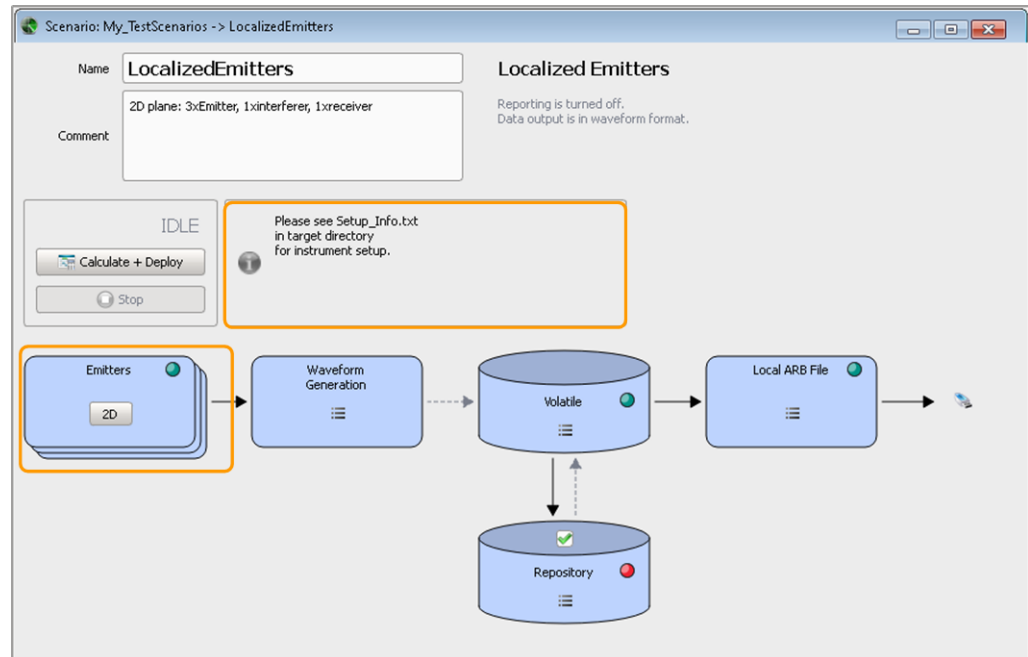 Scenario: My_TestScenarios -> LocalizedEmitters
Name
LocalizedEmitters
Localized Emitters
Comment
2D plane: 3xEmitter, 1xinterferer, 1xreceiver
Reporting is turned off.
Data output is in waveform format.
IDLE
Calculate + Deploy
Stop
Please see Setup_Info.txt
in target directory
for instrument setup.
Emitters
2D
Waveform
Generation
Volatile
Local ARB File
Repository